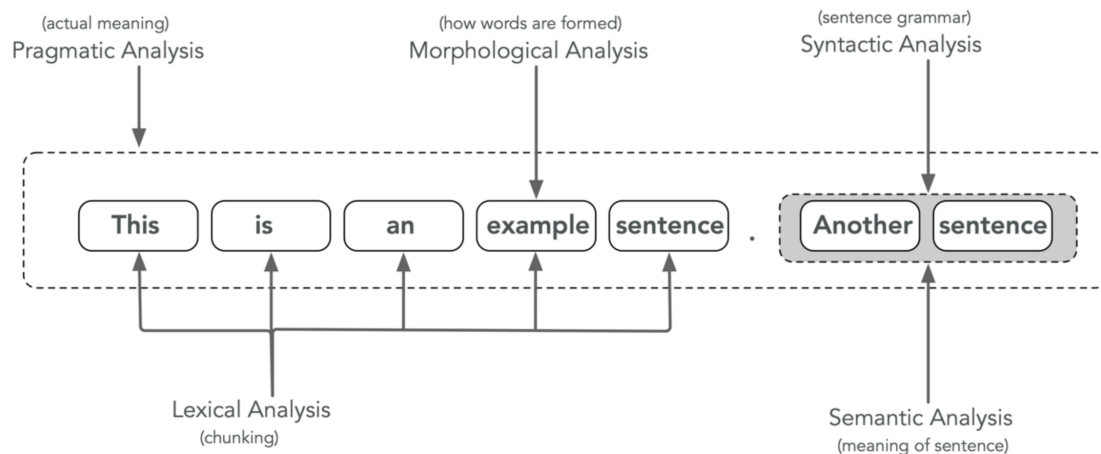 (actual meaning)
Pragmatic Analysis
(how words are formed)
Morphological Analysis
(sentence grammar)
Syntactic Analysis
This is an example sentence . Another sentence
Lexical Analysis
(chunking)
Semantic Analysis
(meaning of sentence)